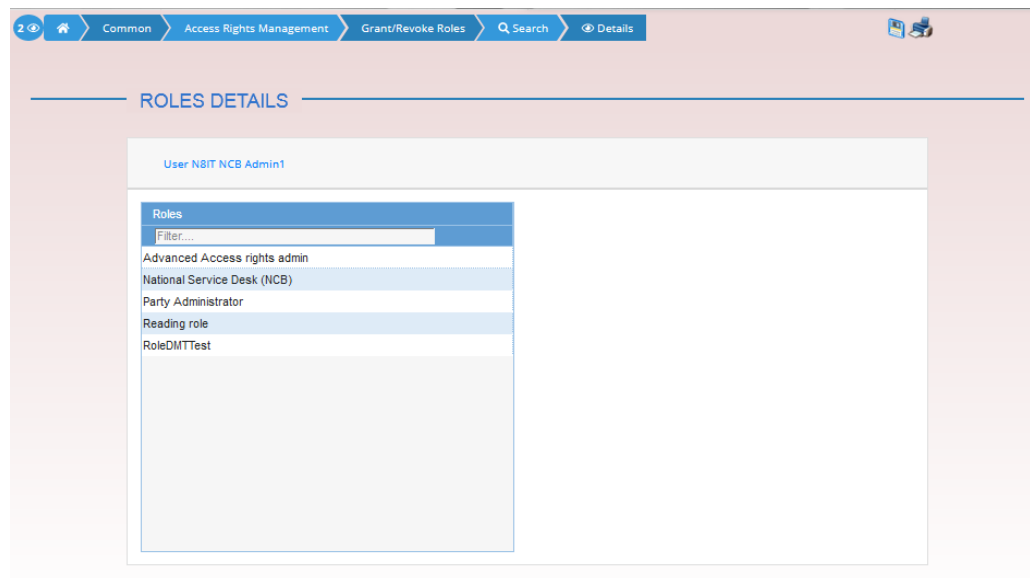 2 Common Access Rights Management Grant/Revoke Roles Search Details
ROLES DETAILS
User N8IT NCB Admin1
Roles
Filter....
Advanced Access rights admin
National Service Desk (NCB)
Party Administrator
Reading role
RoleDMTTest